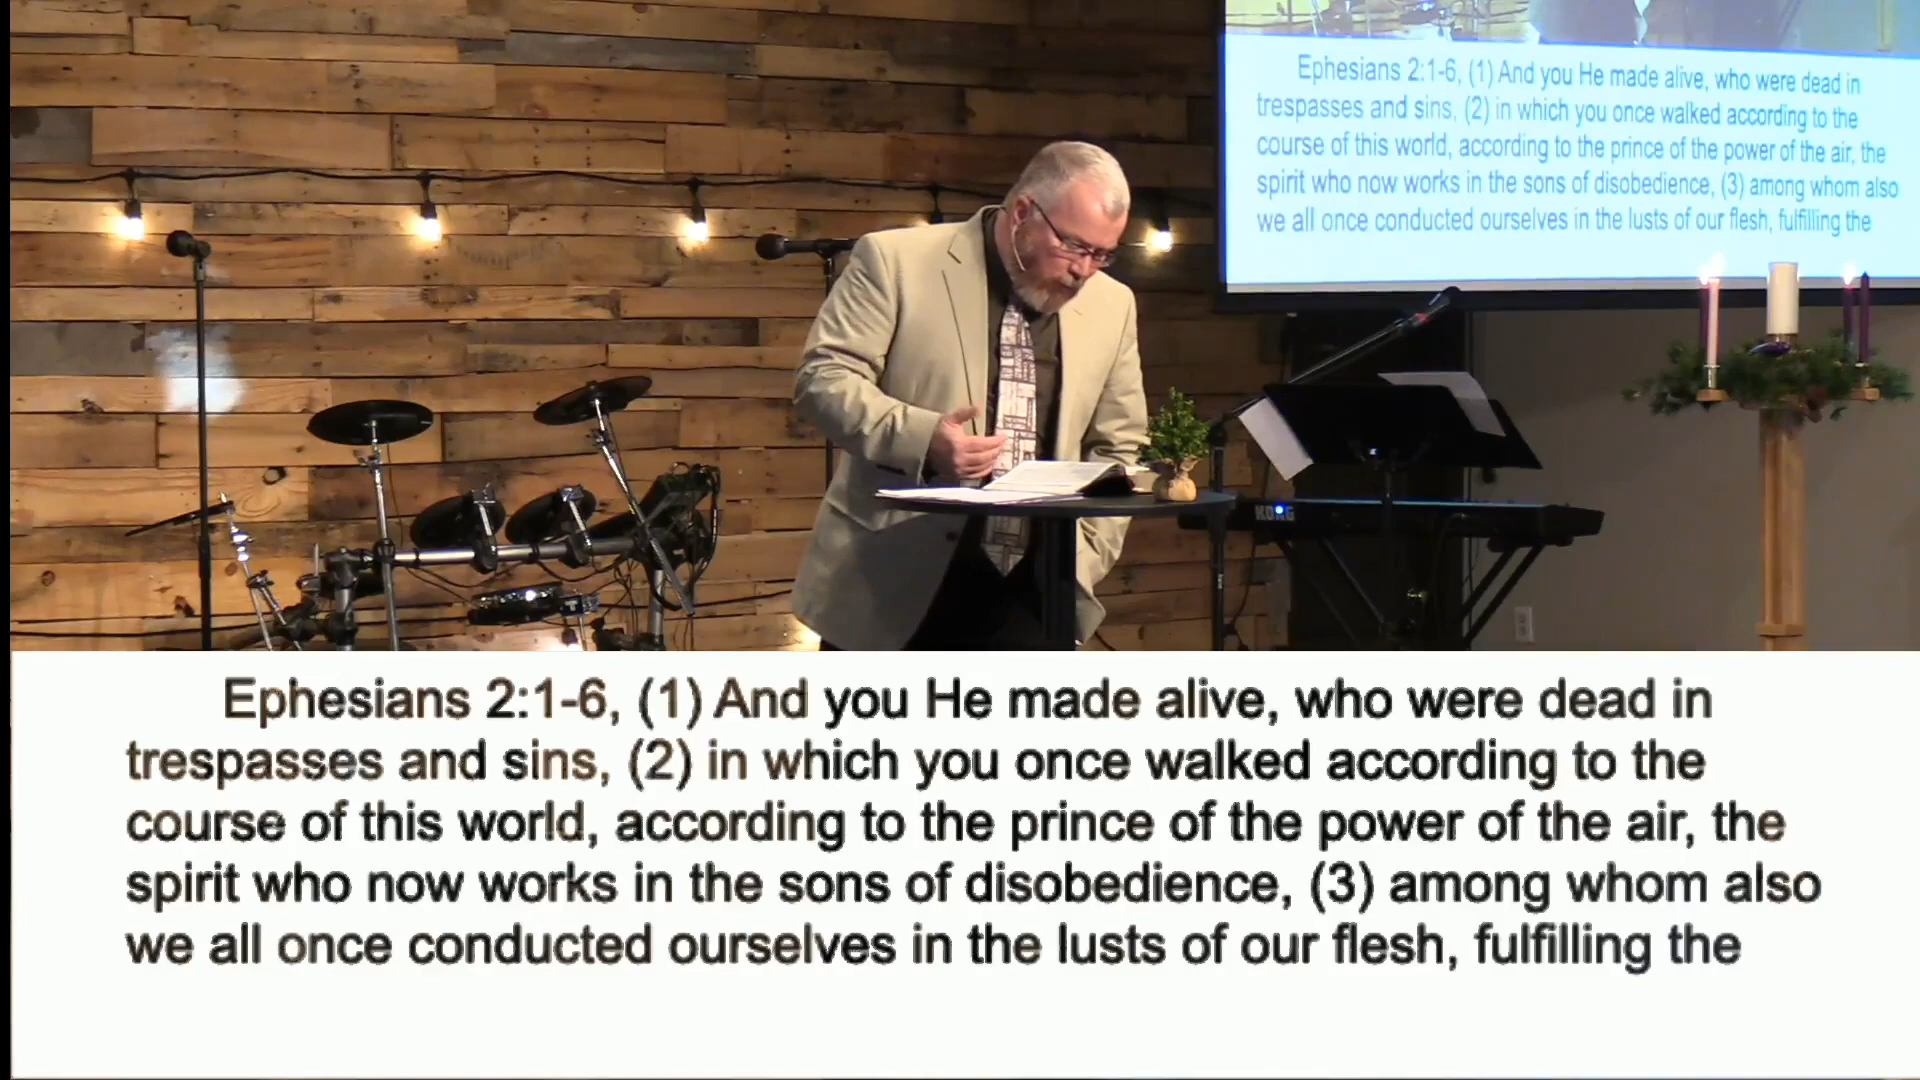 Ephesians 2:1-6, (1) And you He made alive, who were dead in
trespasses and sins, (2) in which you once walked according to the
course of this world, according to the prince of the power of the air, the
spirit who now works in the sons of disobedience, (3) among whom also
we all once conducted ourselves in the lusts of our flesh, fulfilling the
KORG
Ephesians 2:1-6, (1) And you He made alive, who were dead in
trespasses and sins, (2) in which you once walked according to the
course of this world, according to the prince of the power of the air, the
spirit who now works in the sons of disobedience, (3) among whom also
we all once conducted ourselves in the lusts of our flesh, fulfilling the